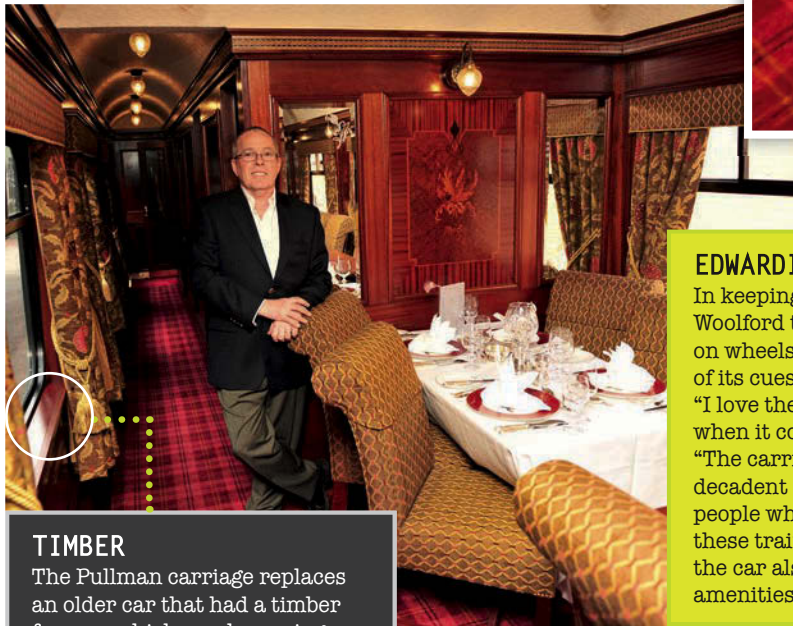 TIMBER
The Pullman carriage replaces
an older car that had a timber
EDWARDI
In keeping
Woolford t
on wheels
of its cues
"I love the
when it co
"The carri
decadent
people wh
these trai
the car als
amenities